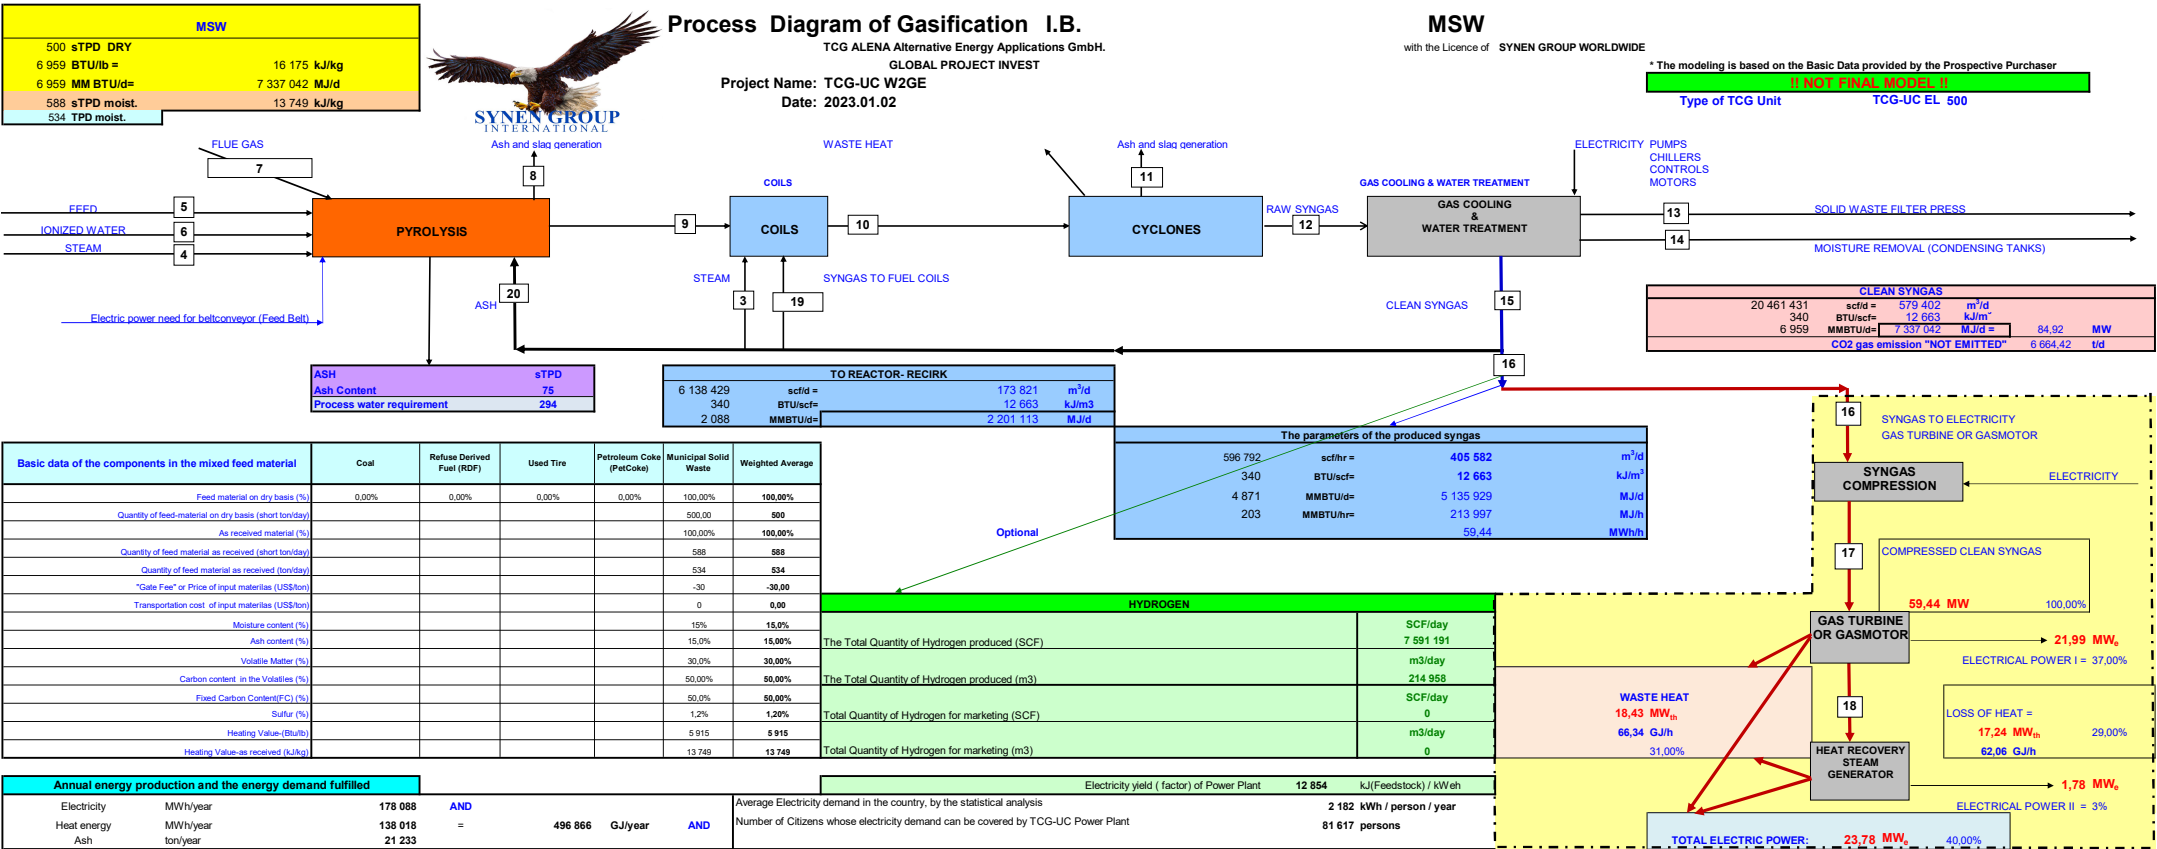 MSW
500 sTPD DRY
6 959 BTU/lb = 16 175 kJ/kg
6 959 MM BTU/d= 7 337 042 MJ/d
588 sTPD moist. 13 749 kJ/kg
534 TPD moist.
SYNEN GROUP
INTERNATIONAL
Process Diagram of Gasification I.B. MSW
TCG ALENA Alternative Energy Applications GmbH. with the Licence of SYNEN GROUP WORLDWIDE
GLOBAL PROJECT INVEST
Project Name: TCG-UC W2GE
Date: 2023.01.02
* The modeling is based on the Basic Data provided by the Prospective Purchaser
!! NOT FINAL MODEL !!
Type of TCG Unit TCG-UC EL 500
FLUE GAS
7
Ash and slag generation
8
WASTE HEAT
Ash and slag generation
11
ELECTRICITY PUMPS
CHILLERS
CONTROLS
MOTORS
FEED 5
IONIZED WATER 6
STEAM 4
PYROLYSIS
9
COILS
COILS
10
CYCLONES
RAW SYNGAS
12
GAS COOLING & WATER TREATMENT
GAS COOLING
&
WATER TREATMENT
13 SOLID WASTE FILTER PRESS
14 MOISTURE REMOVAL (CONDENSING TANKS)
Electric power need for beltconveyor (Feed Belt)
ASH
20
STEAM
3
SYNGAS TO FUEL COILS
19
CLEAN SYNGAS
15
16
CLEAN SYNGAS
20 461 431 scf/d = 579 402 m³/d
340 BTU/scf= 12 663 kJ/m³
6 959 MMBTU/d= 7 337 042 MJ/d = 84,92 MW
CO2 gas emission "NOT EMITTED" 6 664,42 t/d
ASH sTPD
Ash Content 75
Process water requirement 294
TO REACTOR- RECIRK
6 138 429 scf/d = 173 821 m³/d
340 BTU/scf= 12 663 kJ/m3
2 088 MMBTU/d= 2 201 113 MJ/d
The parameters of the produced syngas
596 792 scf/hr = 405 582 m³/d
340 BTU/scf= 12 663 kJ/m³
4 871 MMBTU/d= 5 135 929 MJ/d
203 MMBTU/hr= 213 997 MJ/h
59,44 MWh/h
Optional
Basic data of the components in the mixed feed material Coal Refuse Derived Fuel (RDF) Used Tire Petroleum Coke (PetCoke) Municipal Solid Waste Weighted Average
Feed material on dry basis (%) 0,00% 0,00% 0,00% 0,00% 100,00% 100,00%
Quantity of feed-material on dry basis (short ton/day) 500,00 500
As received material (%) 100,00% 100,00%
Quantity of feed material as received (short ton/day) 588 588
Quantity of feed material as received (ton/day) 534 534
"Gate Fee" or Price of input materilas (US$/ton) -30 -30,00
Transportation cost of input materilas (US$/ton) 0 0,00
Moisture content (%) 15% 15,0%
Ash content (%) 15,0% 15,00%
Volatile Matter (%) 30,0% 30,00%
Carbon content in the Volatiles (%) 50,00% 50,00%
Fixed Carbon Content(FC) (%) 50,0% 50,00%
Sulfur (%) 1,2% 1,20%
Heating Value-(Btu/lb) 5 915 5 915
Heating Value-as received (kJ/kg) 13 749 13 749
HYDROGEN
SCF/day
The Total Quantity of Hydrogen produced (SCF) 7 591 191
m3/day
The Total Quantity of Hydrogen produced (m3) 214 958
SCF/day
Total Quantity of Hydrogen for marketing (SCF) 0
m3/day
Total Quantity of Hydrogen for marketing (m3) 0
16
SYNGAS TO ELECTRICITY
GAS TURBINE OR GASMOTOR
SYNGAS
COMPRESSION
ELECTRICITY
17
COMPRESSED CLEAN SYNGAS
59,44 MW 100,00%
GAS TURBINE
OR GASMOTOR
21,99 MWe
ELECTRICAL POWER I = 37,00%
WASTE HEAT
18,43 MWth
66,34 GJ/h
31,00%
18
LOSS OF HEAT =
17,24 MWth 29,00%
62,06 GJ/h
HEAT RECOVERY
STEAM
GENERATOR
1,78 MWe
ELECTRICAL POWER II = 3%
TOTAL ELECTRIC POWER: 23,78 MWe 40,00%
Annual energy production and the energy demand fulfilled
Electricity MWh/year 178 088 AND
Heat energy MWh/year 138 018 = 496 866 GJ/year AND
Ash ton/year 21 233
Electricity yield ( factor) of Power Plant 12 854 kJ(Feedstock) / kWeh
Average Electricity demand in the country, by the statistical analysis 2 182 kWh / person / year
Number of Citizens whose electricity demand can be covered by TCG-UC Power Plant 81 617 persons